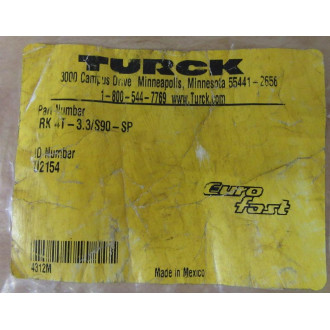 TURCK
3000 Campus Drive Minneapolis, Minnesota 55441-2656
1-800-544-7769 www.Turck.com
Part Number
RK 4T-3.3/S90-SP
ID Number
U2154
Euro
fast
4312M
Made in Mexico